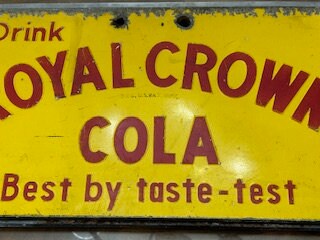 Drink
ROYAL CROWN
COLA
Best by taste-test